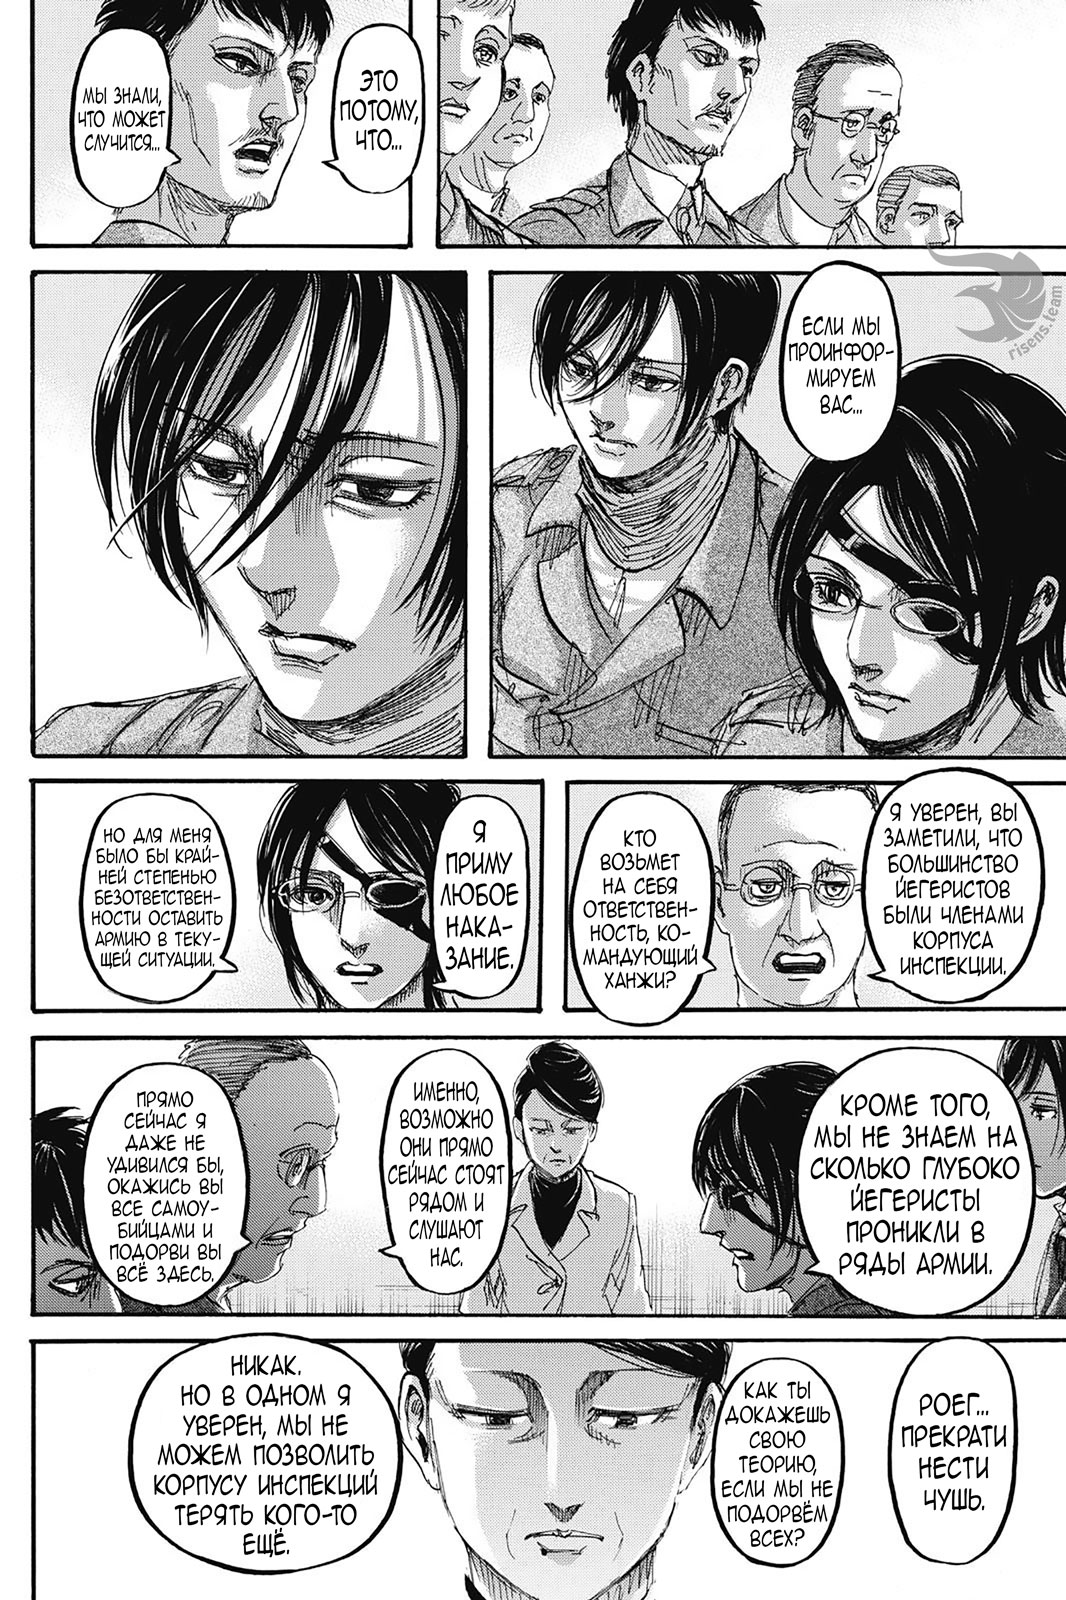 ЭТО
ПОТОМУ,
ЧТО...
МЫ ЗНАЛИ,
ЧТО МОЖЕТ
СЛУЧИТСЯ...
ЕСЛИ МЫ
ПРОИНФОР-
МИРУЕМ
ВАС...
risens.team
Я УВЕРЕН, ВЫ
ЗАМЕТИЛИ, ЧТО
БОЛЬШИНСТВО
ЙЕГЕРИСТОВ
БЫЛИ ЧЛЕНАМИ
КОРПУСА
ИНСПЕКЦИИ.
КТО
ВОЗЬМЕТ
НА СЕБЯ
ОТВЕТСТВЕН-
НОСТЬ, КО-
МАНДУЮЩИЙ
ХАНЖИ?
Я
ПРИМУ
ЛЮБОЕ
НАКА-
ЗАНИЕ.
НО ДЛЯ МЕНЯ
БЫЛО БЫ КРАЙ-
НЕЙ СТЕПЕНЬЮ
БЕЗОТВЕТСТВЕН-
НОСТИ ОСТАВИТЬ
АРМИЮ В ТЕКУ-
ЩЕЙ СИТУАЦИИ.
КРОМЕ ТОГО,
МЫ НЕ ЗНАЕМ НА
СКОЛЬКО ГЛУБОКО
ЙЕГЕРИСТЫ
ПРОНИКЛИ В
РЯДЫ АРМИИ.
ИМЕННО,
ВОЗМОЖНО
ОНИ ПРЯМО
СЕЙЧАС СТОЯТ
РЯДОМ И
СЛУШАЮТ
НАС.
ПРЯМО
СЕЙЧАС Я
ДАЖЕ НЕ
УДИВИЛСЯ БЫ,
ОКАЖИСЬ ВЫ
ВСЕ САМОУ-
БИЙЦАМИ И
ПОДОРВИ ВЫ
ВСЁ ЗДЕСЬ.
РОЕГ...
ПРЕКРАТИ
НЕСТИ
ЧУШЬ.
КАК ТЫ
ДОКАЖЕШЬ
СВОЮ
ТЕОРИЮ,
ЕСЛИ МЫ НЕ
ПОДОРВЁМ
ВСЕХ?
НИКАК.
НО В ОДНОМ Я
УВЕРЕН, МЫ НЕ
МОЖЕМ ПОЗВОЛИТЬ
КОРПУСУ ИНСПЕКЦИЙ
ТЕРЯТЬ КОГО-ТО
ЕЩЁ.